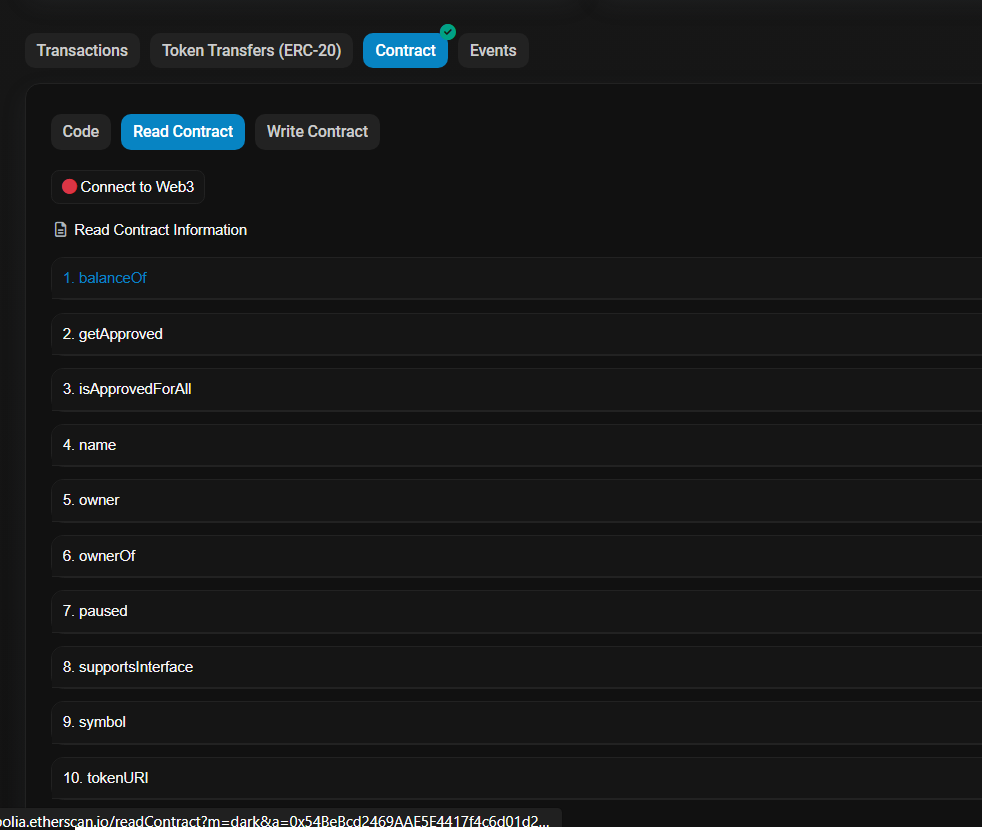 Transactions Token Transfers (ERC-20) Contract Events
Code Read Contract Write Contract
Connect to Web3
Read Contract Information
1. balanceOf
2. getApproved
3. isApprovedForAll
4. name
5. owner
6. ownerOf
7. paused
8. supportsInterface
9. symbol
10. tokenURI
polia.etherscan.io/readContract?m=dark&a=0x54BeBcd2469AAE5E4417f4c6d01d2...